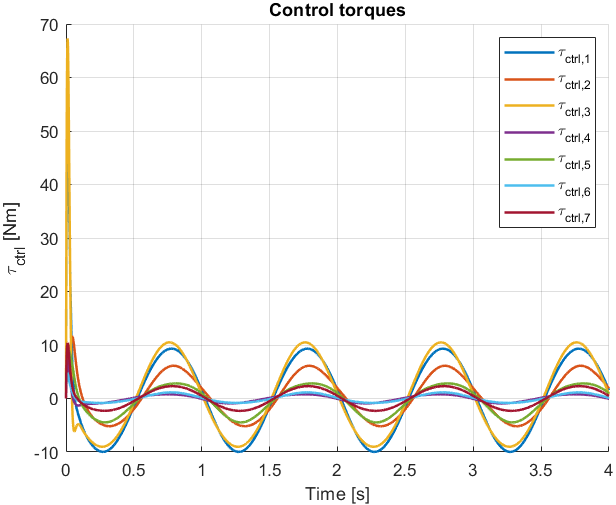 Control torques
τctrl [Nm]
70
60
50
40
30
20
10
0
-10
0 0.5 1 1.5 2 2.5 3 3.5 4
Time [s]
τctrl,1
τctrl,2
τctrl,3
τctrl,4
τctrl,5
τctrl,6
τctrl,7